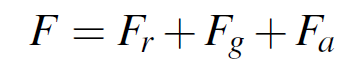 F = F_r + F_g + F_a